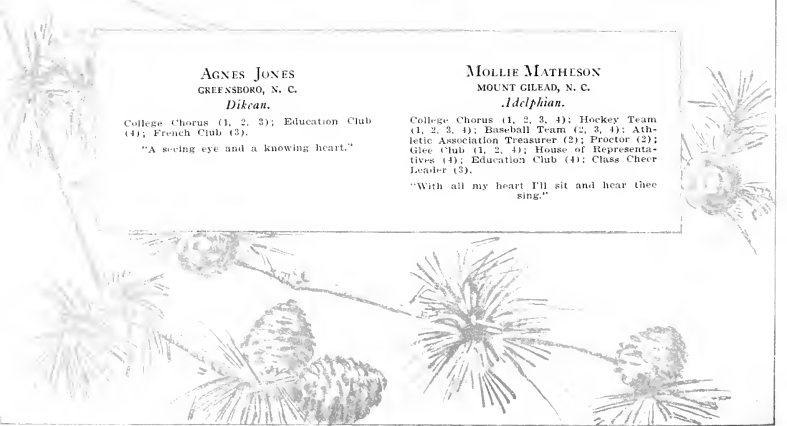 AGNES JONES
GREENSBORO, N. C.
Dikean.
College Chorus (1, 2, 3); Education Club
(4); French Club (3).
"A seeing eye and a knowing heart."
MOLLIE MATHESON
MOUNT GILEAD, N. C.
Adelphian.
College Chorus (1, 2, 3, 4); Hockey Team
(1, 2, 3, 4); Baseball Team (2, 3, 4); Ath-
letic Association Treasurer (2); Proctor (2);
Glee Club (1, 2, 4); House of Representa-
tives (4); Education Club (4); Class Cheer
Leader (3).
"With all my heart I'll sit and hear thee
sing."